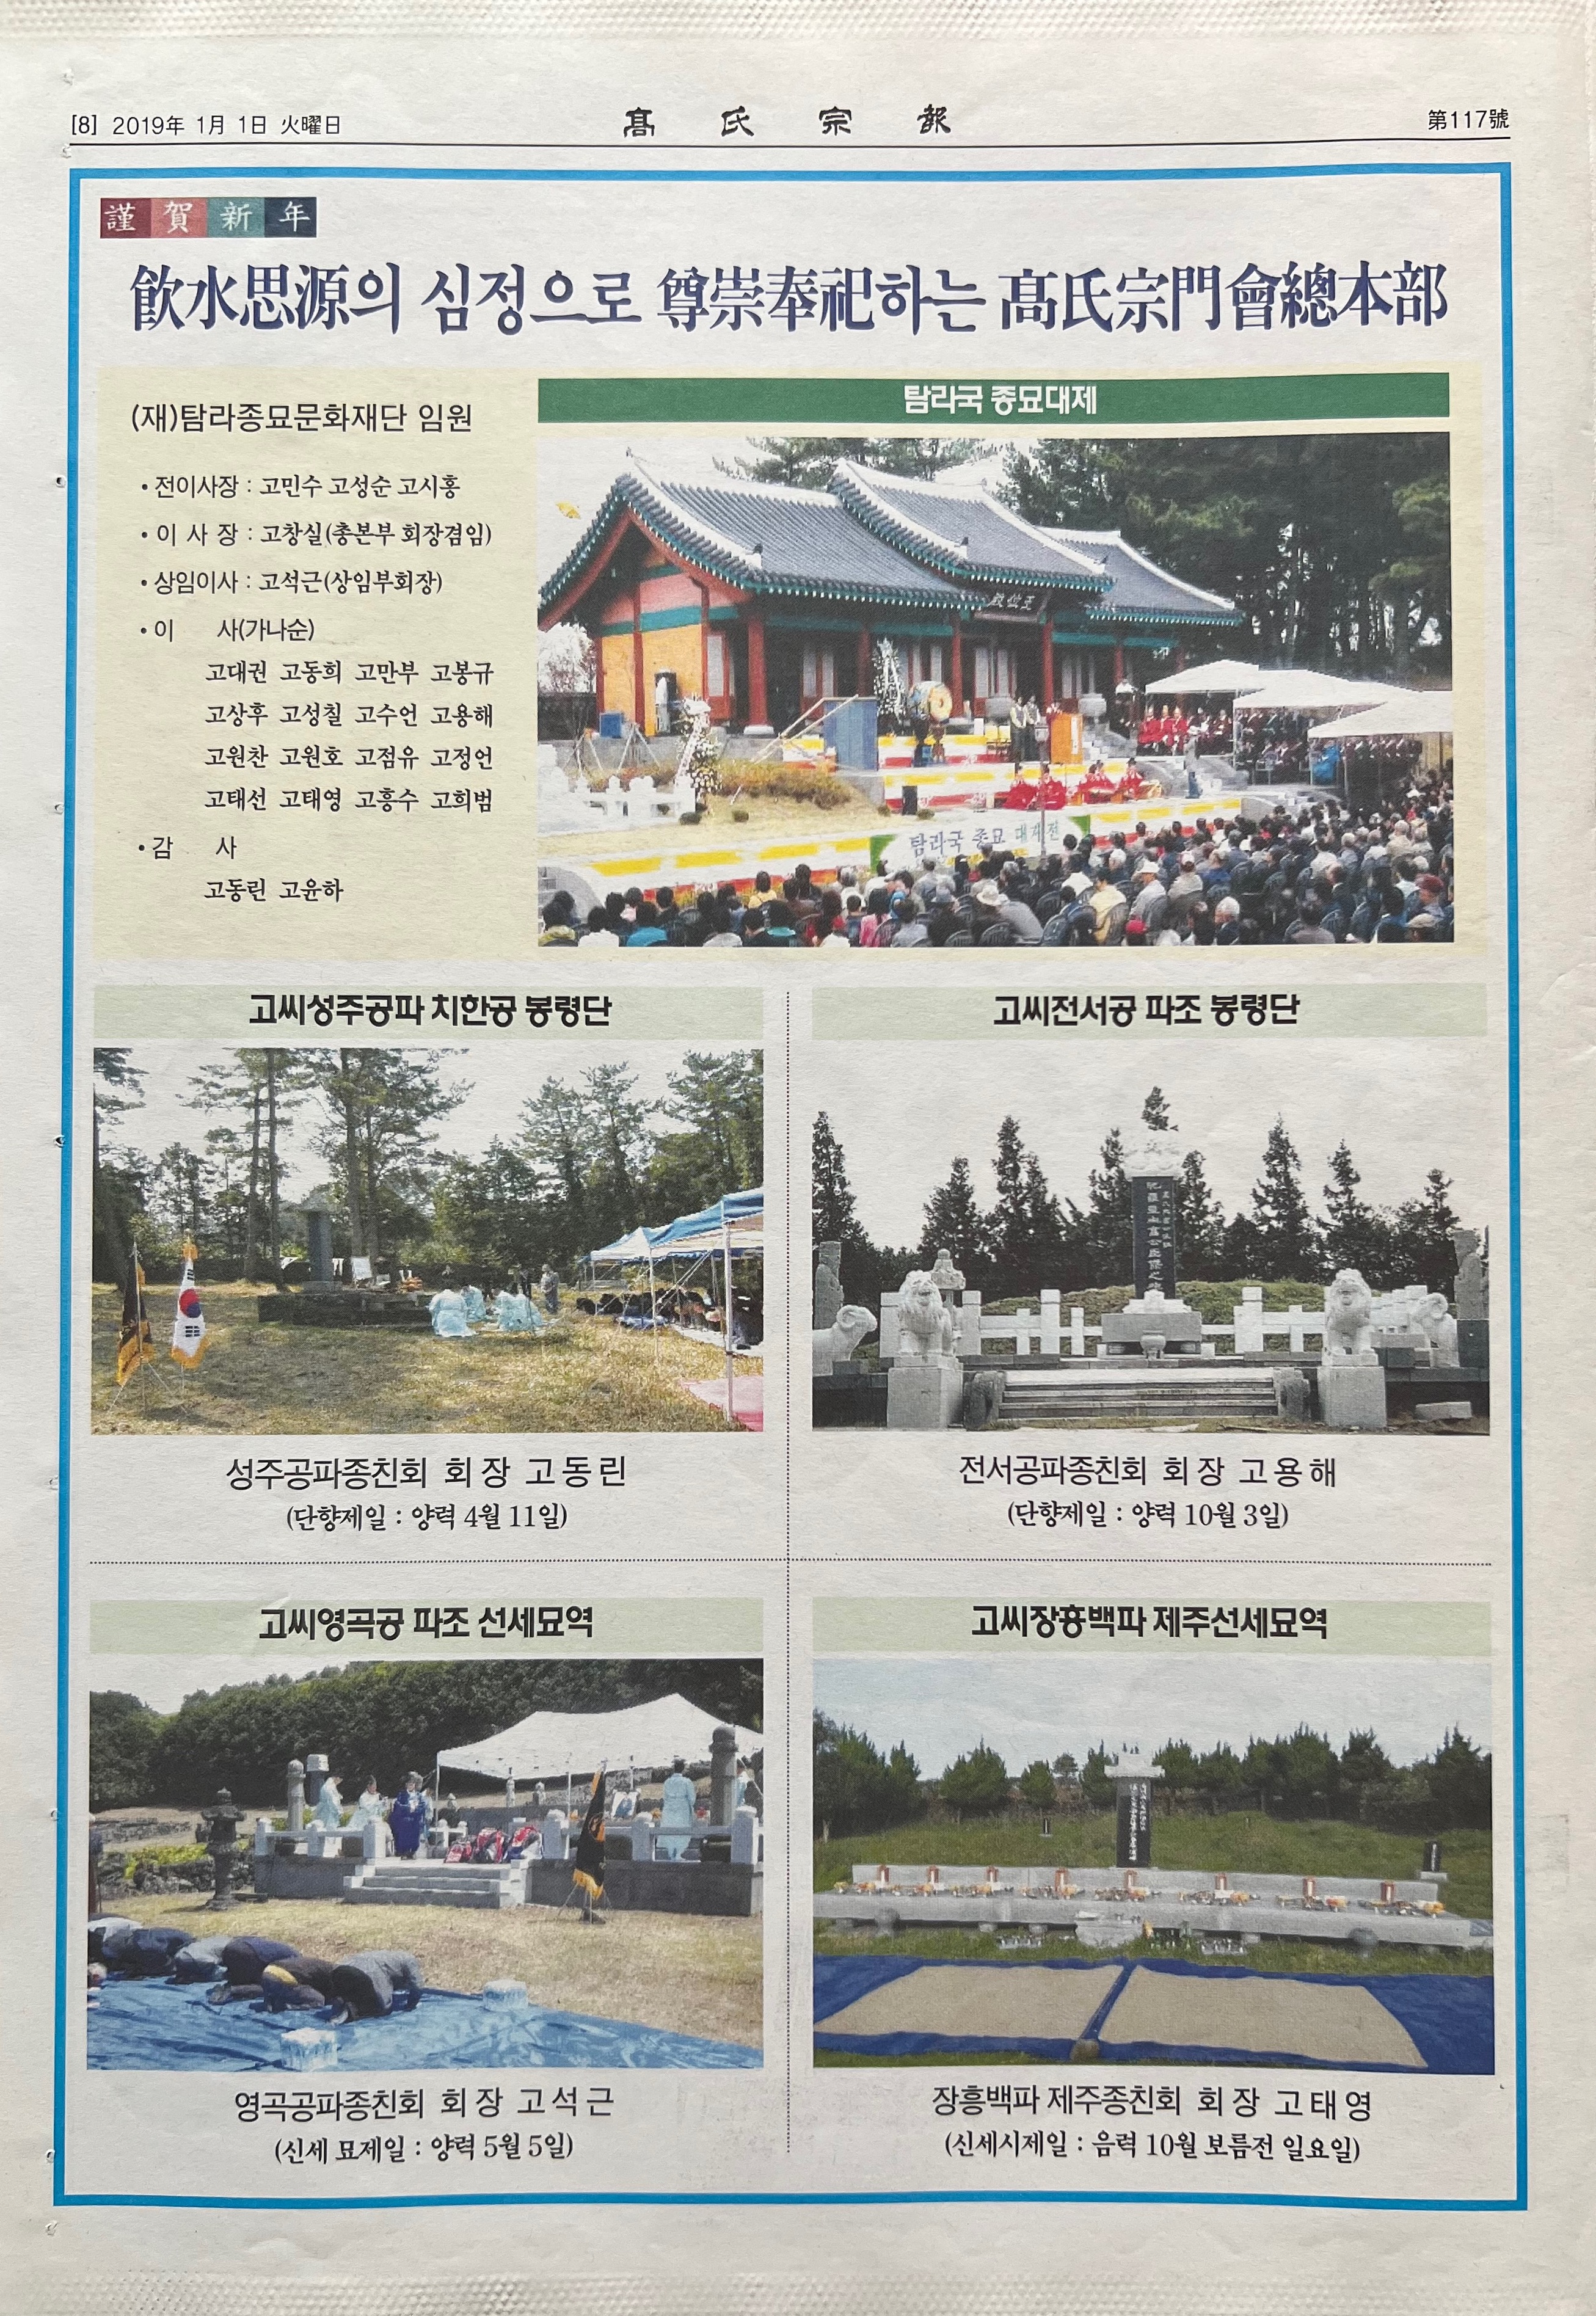 [8] 2019年 1月 1日 火曜日
髙氏宗報
第117號
謹賀新年
飮水思源의 심정으로 尊崇奉祀하는 髙氏宗門會總本部
(재)탐라종묘문화재단 임원
• 전이사장 : 고민수 고성순 고시홍
• 이 사 장 : 고창실(총본부 회장겸임)
• 상임이사 : 고석근(상임부회장)
• 이 사(가나순)
고대권 고동희 고만부 고봉규
고상후 고성칠 고수언 고용해
고원찬 고원호 고점유 고정언
고태선 고태영 고흥수 고희범
• 감 사
고동린 고윤하
탐라국 종묘대제
탐라국 종묘 대제전
고씨성주공파 치한공 봉령단
성주공파종친회 회 장 고 동 린
(단향제일 : 양력 4월 11일)
고씨전서공 파조 봉령단
전서공파종친회 회 장 고 용 해
(단향제일 : 양력 10월 3일)
고씨영곡공 파조 선세묘역
영곡공파종친회 회 장 고 석 근
(신세 묘제일 : 양력 5월 5일)
고씨장흥백파 제주선세묘역
장흥백파 제주종친회 회 장 고 태 영
(신세시제일 : 음력 10월 보름전 일요일)